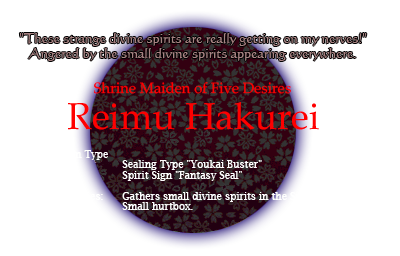 "These strange divine spirits are really getting on my nerves!"
Angered by the small divine spirits appearing everywhere.
Shrine Maiden of Five Desires
Reimu Hakurei
Type
Sealing Type "Youkai Buster"
Spirit Sign "Fantasy Seal"
Gathers small divine spirits in the
Small hurtbox.